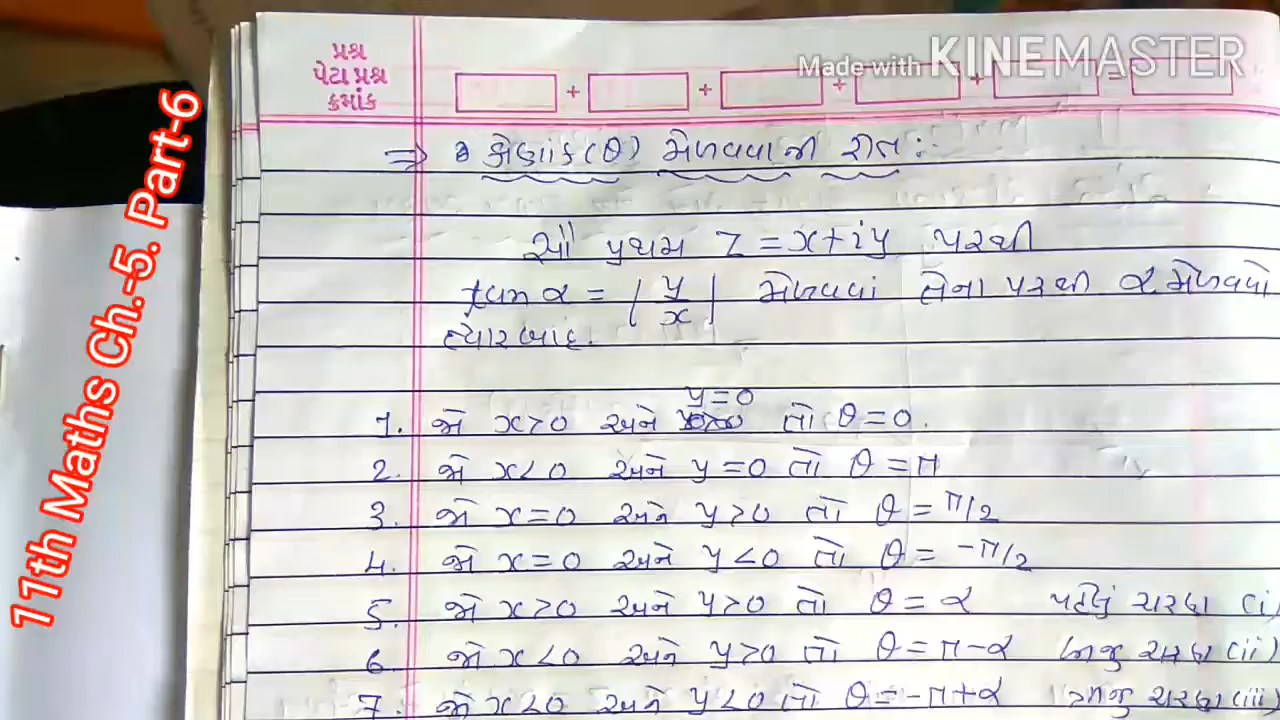 પ્રશ્ન
પેટા પ્રશ્ન
ક્રમાંક
Made with KINEMASTER
+ + + + =
11th Maths Ch.-5. Part-6
⇒ કોણાંક (θ) મેળવવાની રીત :-
સૌ પ્રથમ z = x+iy પરથી
tan α = | y/x | મેળવવાં તેના પરથી α મેળવવો
ત્યારબાદ.
y=0
1. જો x>0 અને તો θ=0.
2. જો x<0 અને y=0 તો θ=π
3. જો x=0 અને y>0 તો θ=π/2
4. જો x=0 અને y<0 તો θ= -π/2
5. જો x>0 અને y>0 તો θ=α પહેલું ચરણ (i)
6. જો x<0 અને y>0 તો θ=π-α બીજુ ચરણ (ii)
7. જો x<0 અને y<0 તો θ=-π+α ત્રીજુ ચરણ (iii)